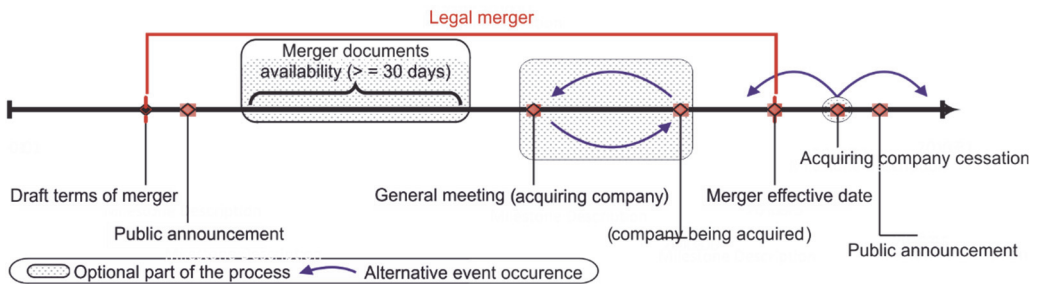 Legal merger
Merger documents
availability (> = 30 days)
Acquiring company cessation
Draft terms of merger
General meeting (acquiring company)
Merger effective date
Public announcement
(company being acquired)
Public announcement
Optional part of the process
Alternative event occurence